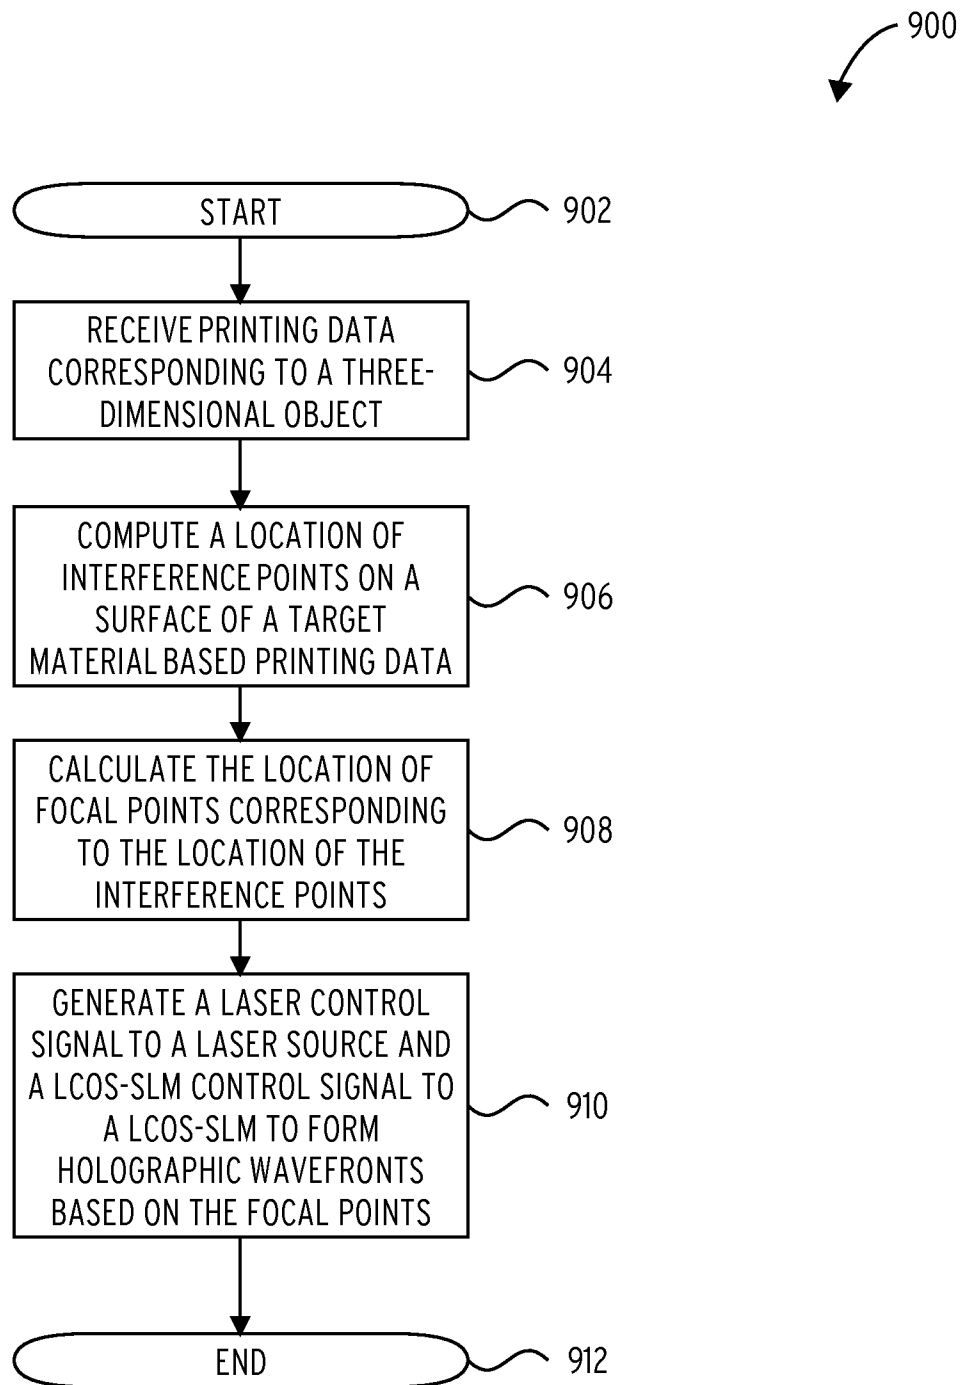 900
START
902
RECEIVE PRINTING DATA
CORRESPONDING TO A THREE-
DIMENSIONAL OBJECT
904
COMPUTE A LOCATION OF
INTERFERENCE POINTS ON A
SURFACE OF A TARGET
MATERIAL BASED PRINTING DATA
906
CALCULATE THE LOCATION OF
FOCAL POINTS CORRESPONDING
TO THE LOCATION OF THE
INTERFERENCE POINTS
908
GENERATE A LASER CONTROL
SIGNAL TO A LASER SOURCE AND
A LCOS-SLM CONTROL SIGNAL TO
A LCOS-SLM TO FORM
HOLOGRAPHIC WAVEFRONTS
BASED ON THE FOCAL POINTS
910
END
912